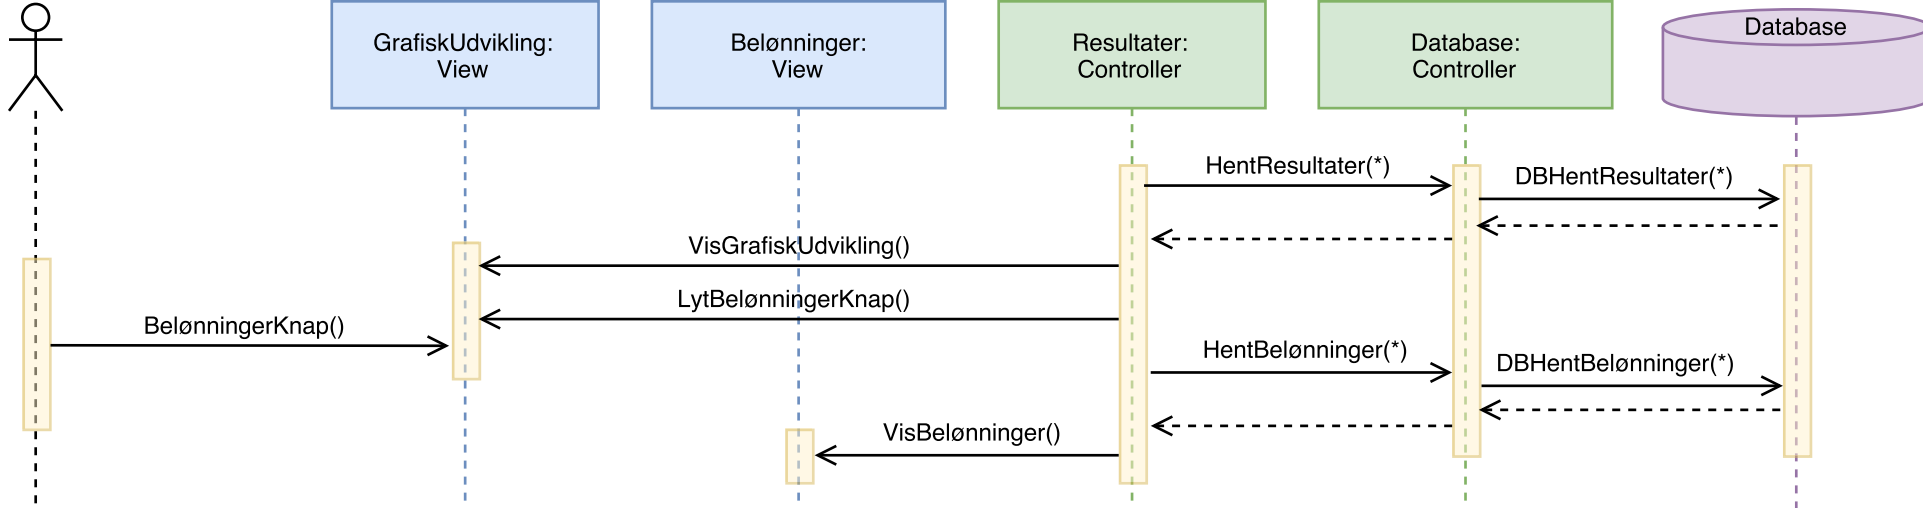 GrafiskUdvikling:
View
Belønninger:
View
Resultater:
Controller
Database:
Controller
Database
HentResultater(*)
DBHentResultater(*)
VisGrafiskUdvikling()
LytBelønningerKnap()
BelønningerKnap()
HentBelønninger(*)
DBHentBelønninger(*)
VisBelønninger()